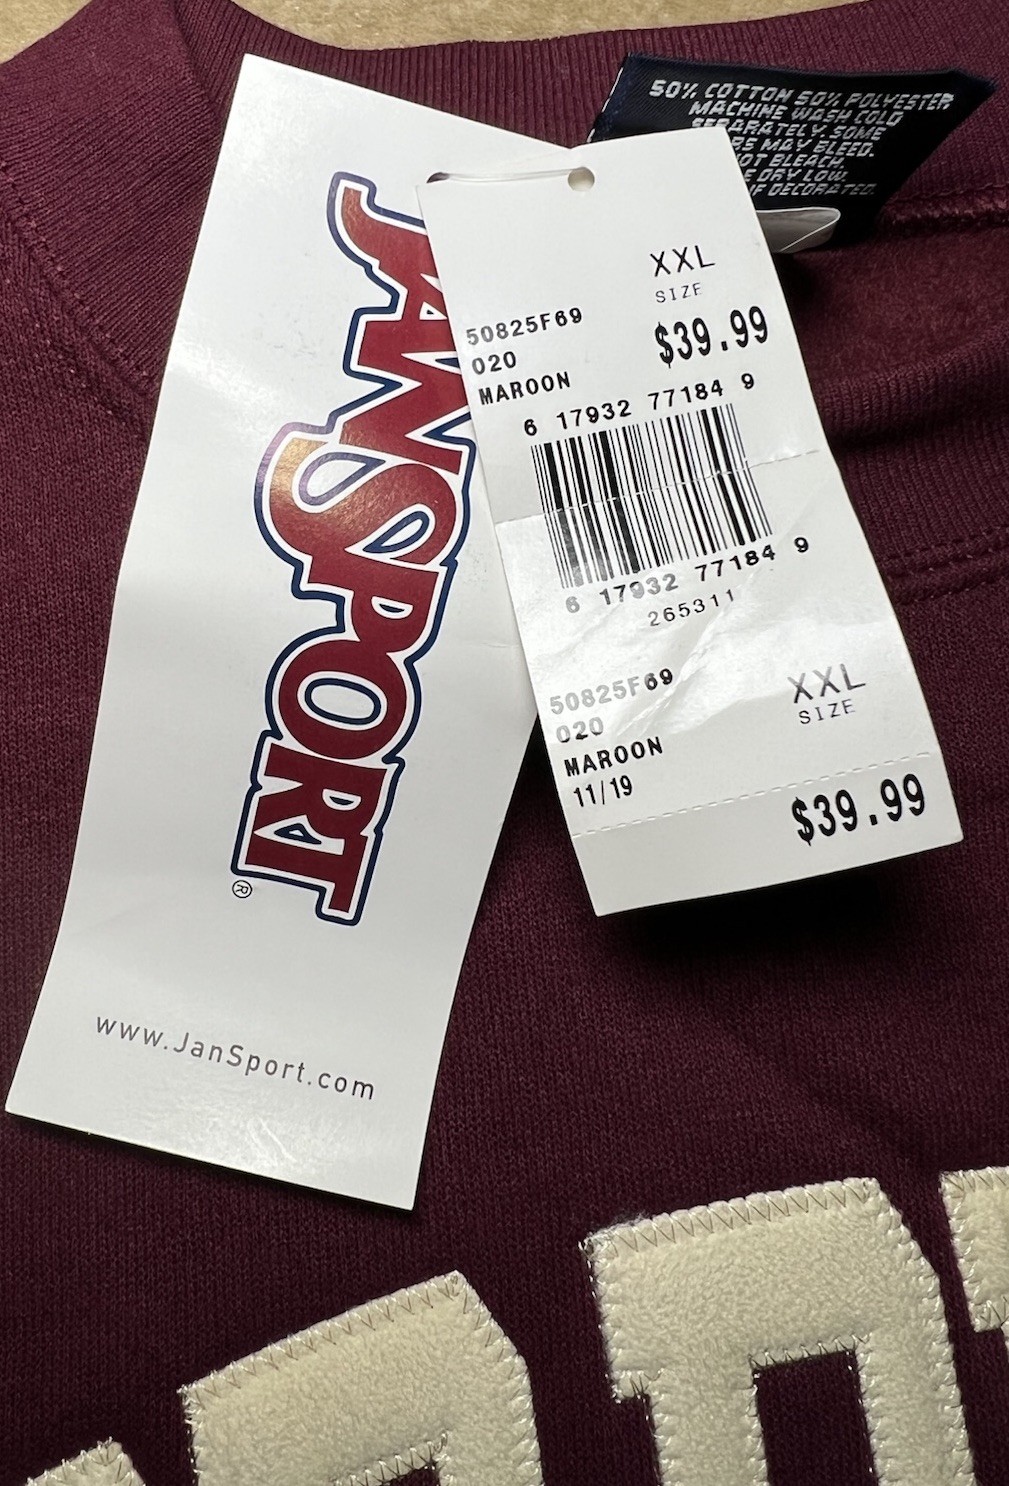 50% COTTON 50% POLYESTER
MACHINE WASH COLD
SEPARATELY. SOME
MAY BLEED.
BLEACH.
DRY LOW.
IF DECORATED.
JANSPORT
®
www.JanSport.com
XXL
SIZE
50825F69
$39.99
020
MAROON
6 17932 77184 9
6 17932 77184 9
265311
50825F69
XXL
020
SIZE
MAROON
11/19
$39.99